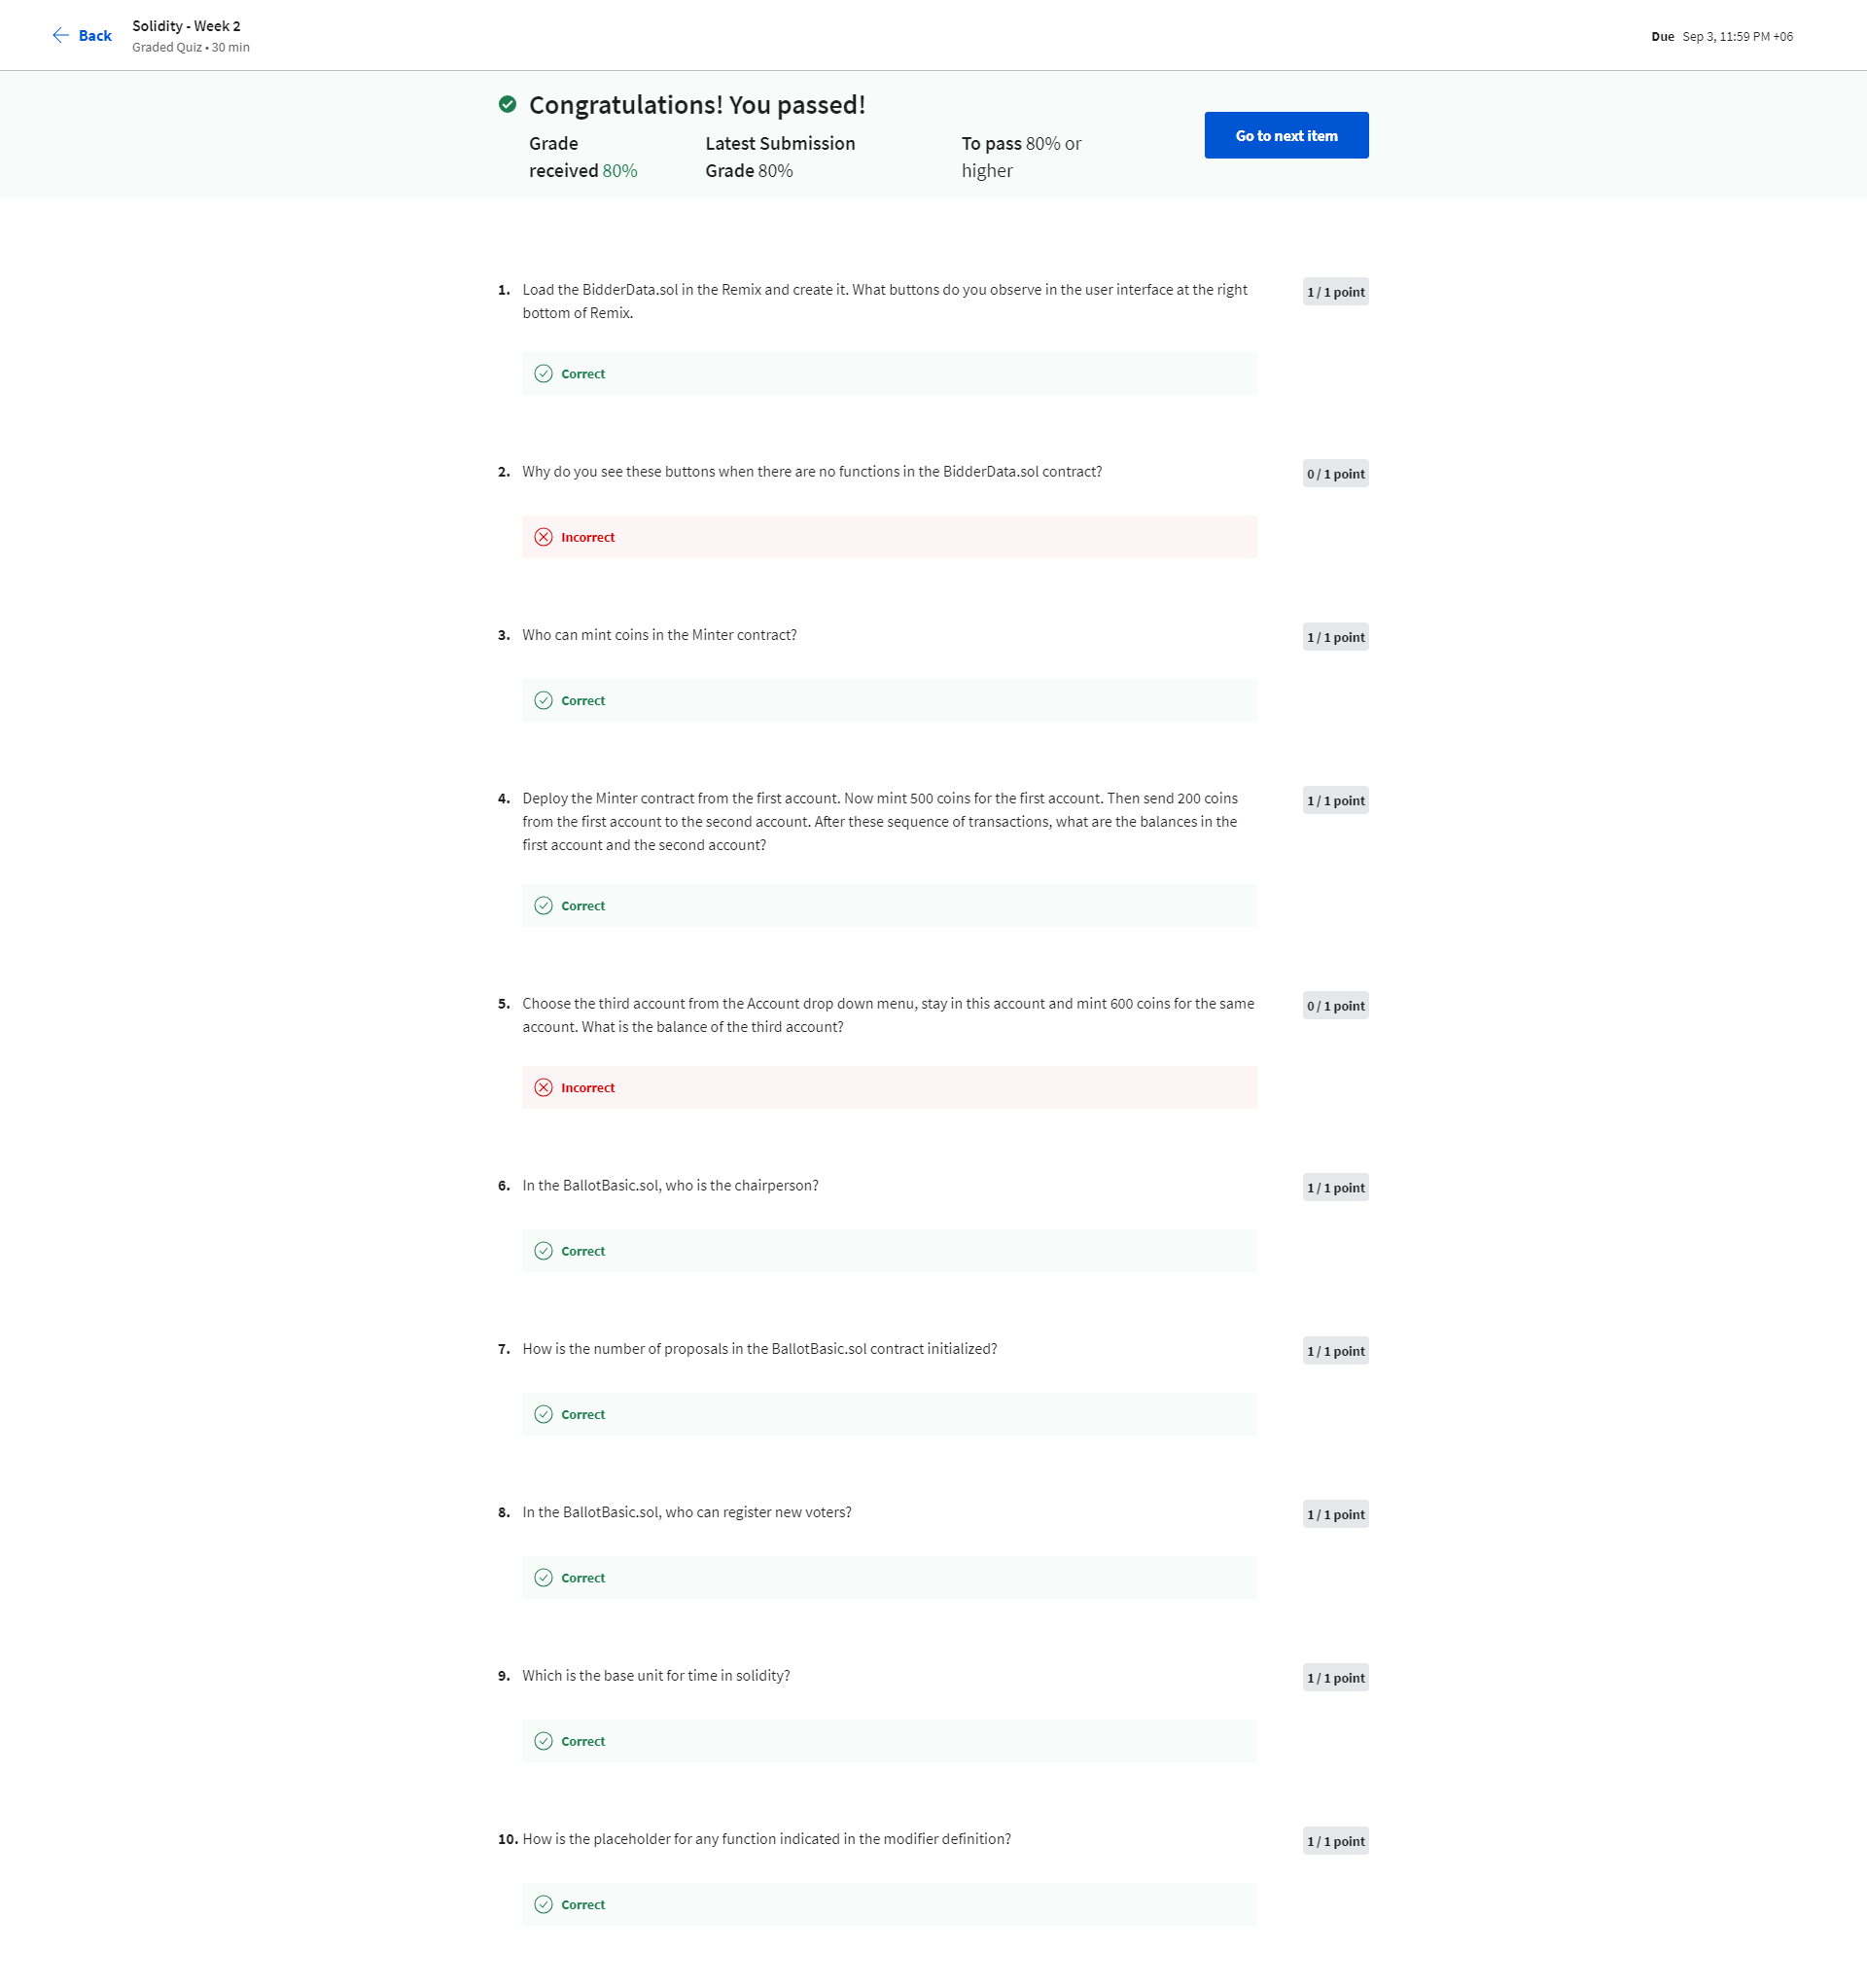 Back
Solidity - Week 2
Graded Quiz • 30 min
Due Sep 3, 11:59 PM +06
Congratulations! You passed!
Grade
received 80%
Latest Submission
Grade 80%
To pass 80% or
higher
Go to next item
1. Load the BidderData.sol in the Remix and create it. What buttons do you observe in the user interface at the right
bottom of Remix.
1 / 1 point
Correct
2. Why do you see these buttons when there are no functions in the BidderData.sol contract?
0 / 1 point
Incorrect
3. Who can mint coins in the Minter contract?
1 / 1 point
Correct
4. Deploy the Minter contract from the first account. Now mint 500 coins for the first account. Then send 200 coins
from the first account to the second account. After these sequence of transactions, what are the balances in the
first account and the second account?
1 / 1 point
Correct
5. Choose the third account from the Account drop down menu, stay in this account and mint 600 coins for the same
account. What is the balance of the third account?
0 / 1 point
Incorrect
6. In the BallotBasic.sol, who is the chairperson?
1 / 1 point
Correct
7. How is the number of proposals in the BallotBasic.sol contract initialized?
1 / 1 point
Correct
8. In the BallotBasic.sol, who can register new voters?
1 / 1 point
Correct
9. Which is the base unit for time in solidity?
1 / 1 point
Correct
10. How is the placeholder for any function indicated in the modifier definition?
1 / 1 point
Correct